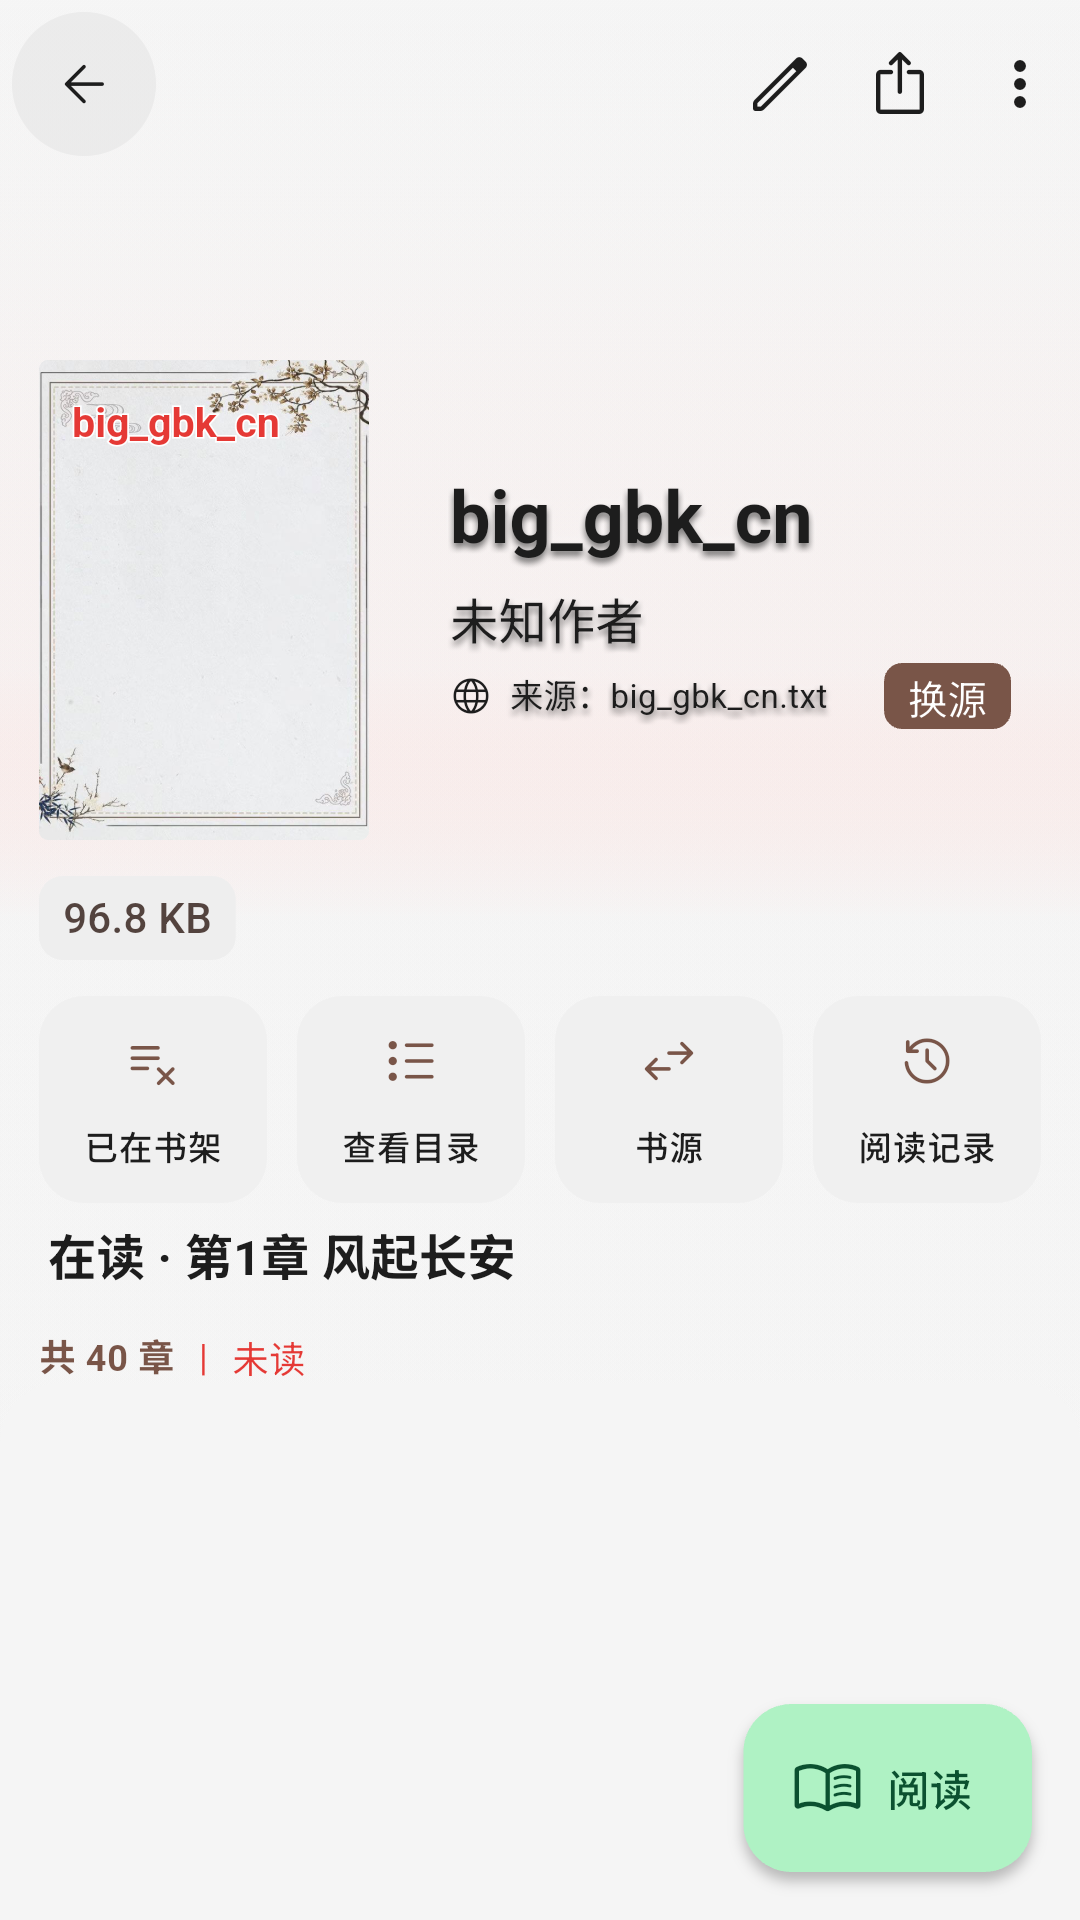 big_gbk_cn
big_gbk_cn
未知作者
来源：big_gbk_cn.txt
换源
96.8 KB
已在书架
查看目录
书源
阅读记录
在读 · 第1章 风起长安
共 40 章 | 未读
阅读